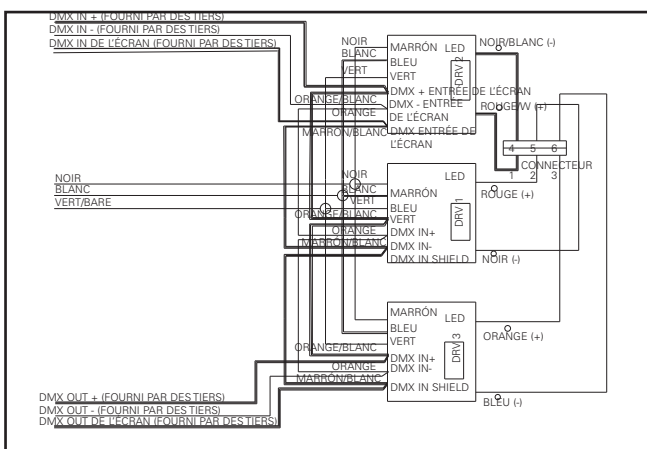 DMX IN + (FOURNI PAR DES TIERS)
DMX IN - (FOURNI PAR DES TIERS)
DMX IN DE L'ÉCRAN (FOURNI PAR DES TIERS)
NOIR
BLANC
VERT
ORANGE/BLANC
ORANGE
MARRON/BLANC
MARRÓN
BLEU
VERT
DMX + ENTRÉE DE L'ÉCRAN
DMX - ENTRÉE
DE L'ÉCRAN
DMX ENTRÉE DE
L'ÉCRAN
LED
DRV 2
NOIR/BLANC (-)
ROUGE/W (+)
4 5 6
CONNECTEUR
1 2 3
NOIR
BLANC
VERT/BARE
NOIR
BLANC
VERT
ORANGE/BLANC
ORANGE
MARRÓN/BLANC
MARRÓN
BLEU
VERT
DMX IN+
DMX IN-
DMX IN SHIELD
LED
DRV 1
ROUGE (+)
NOIR (-)
ORANGE/BLANC
ORANGE
MARRÓN/BLANC
MARRÓN
BLEU
VERT
DMX IN+
DMX IN-
DMX IN SHIELD
LED
DRV 3
ORANGE (+)
BLEU (-)
DMX OUT + (FOURNI PAR DES TIERS)
DMX OUT - (FOURNI PAR DES TIERS)
DMX OUT DE L'ÉCRAN (FOURNI PAR DES TIERS)